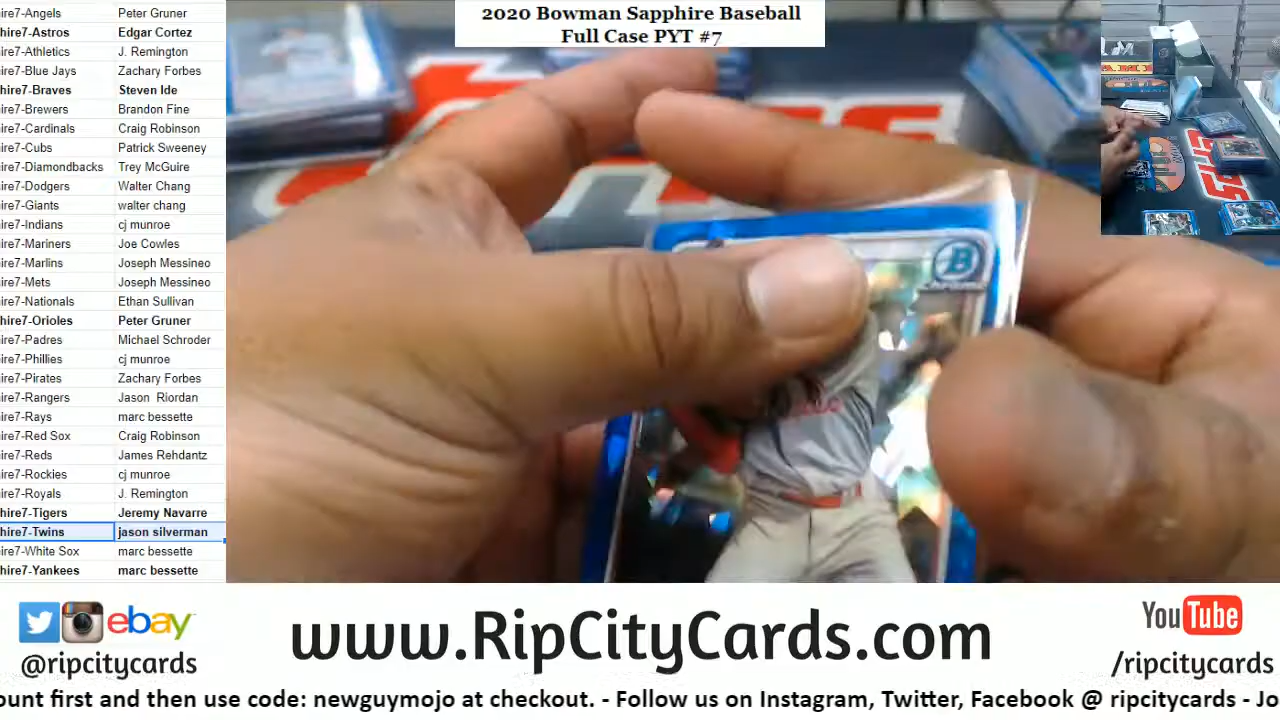 2020 Bowman Sapphire Baseball
Full Case PYT #7
ire7-Angels Peter Gruner
hire7-Astros Edgar Cortez
ire7-Athletics J. Remington
ire7-Blue Jays Zachary Forbes
hire7-Braves Steven Ide
ire7-Brewers Brandon Fine
ire7-Cardinals Craig Robinson
ire7-Cubs Patrick Sweeney
ire7-Diamondbacks Trey McGuire
ire7-Dodgers Walter Chang
ire7-Giants walter chang
ire7-Indians cj munroe
ire7-Mariners Joe Cowles
ire7-Marlins Joseph Messineo
ire7-Mets Joseph Messineo
ire7-Nationals Ethan Sullivan
hire7-Orioles Peter Gruner
ire7-Padres Michael Schroder
ire7-Phillies cj munroe
ire7-Pirates Zachary Forbes
ire7-Rangers Jason Riordan
ire7-Rays marc bessette
ire7-Red Sox Craig Robinson
ire7-Reds James Rehdantz
ire7-Rockies cj munroe
ire7-Royals J. Remington
hire7-Tigers Jeremy Navarre
hire7-Twins jason silverman
hire7-White Sox marc bessette
hire7-Yankees marc bessette
B
ebay
@ripcitycards
www.RipCityCards.com
YouTube
/ripcitycards
ount first and then use code: newguymojo at checkout. - Follow us on Instagram, Twitter, Facebook @ ripcitycards - Jo